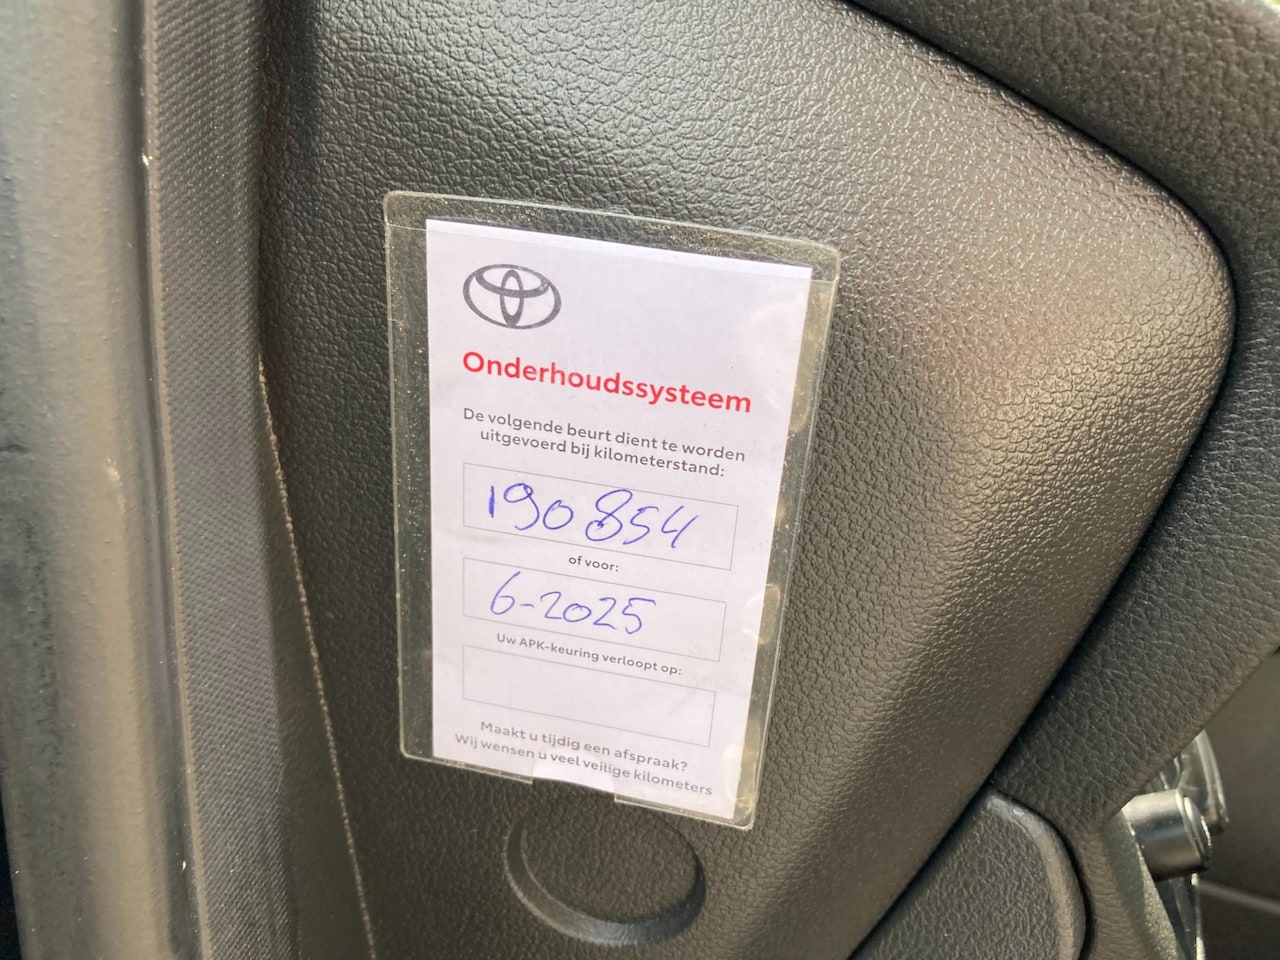 Onderhoudssysteem
De volgende beurt dient te worden
uitgevoerd bij kilometerstand:
190854
of voor:
6-2025
Uw APK-keuring verloopt op:
Maakt u tijdig een afspraak?
Wij wensen u veel veilige kilometers